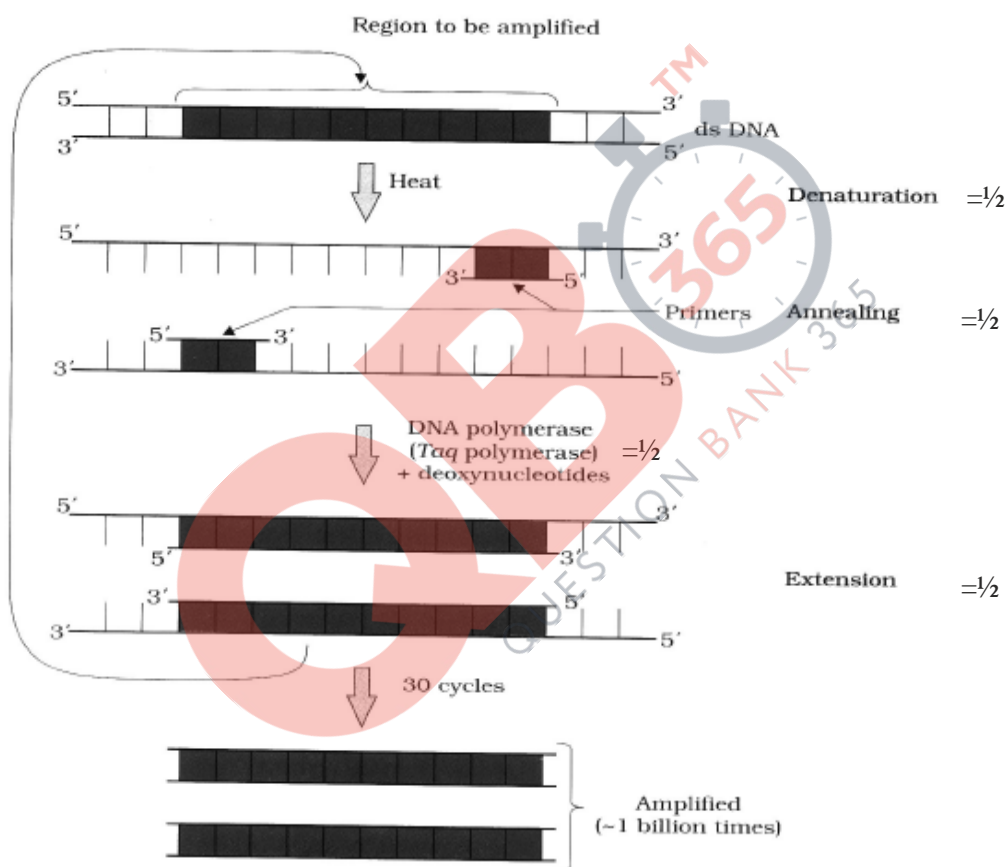 Region to be amplified
5′ 3′
3′ 5′
ds DNA
Heat
Denaturation =½
5′ 3′
3′ 5′
Primers Annealing =½
5′ 3′
3′ 5′
DNA polymerase
(Taq polymerase) =½
+ deoxynucleotides
5′ 3′
5′ 3′
Extension =½
3′ 5′
3′ 5′
30 cycles
Amplified
(~1 billion times)
QB
365
TM
QUESTION BANK 365